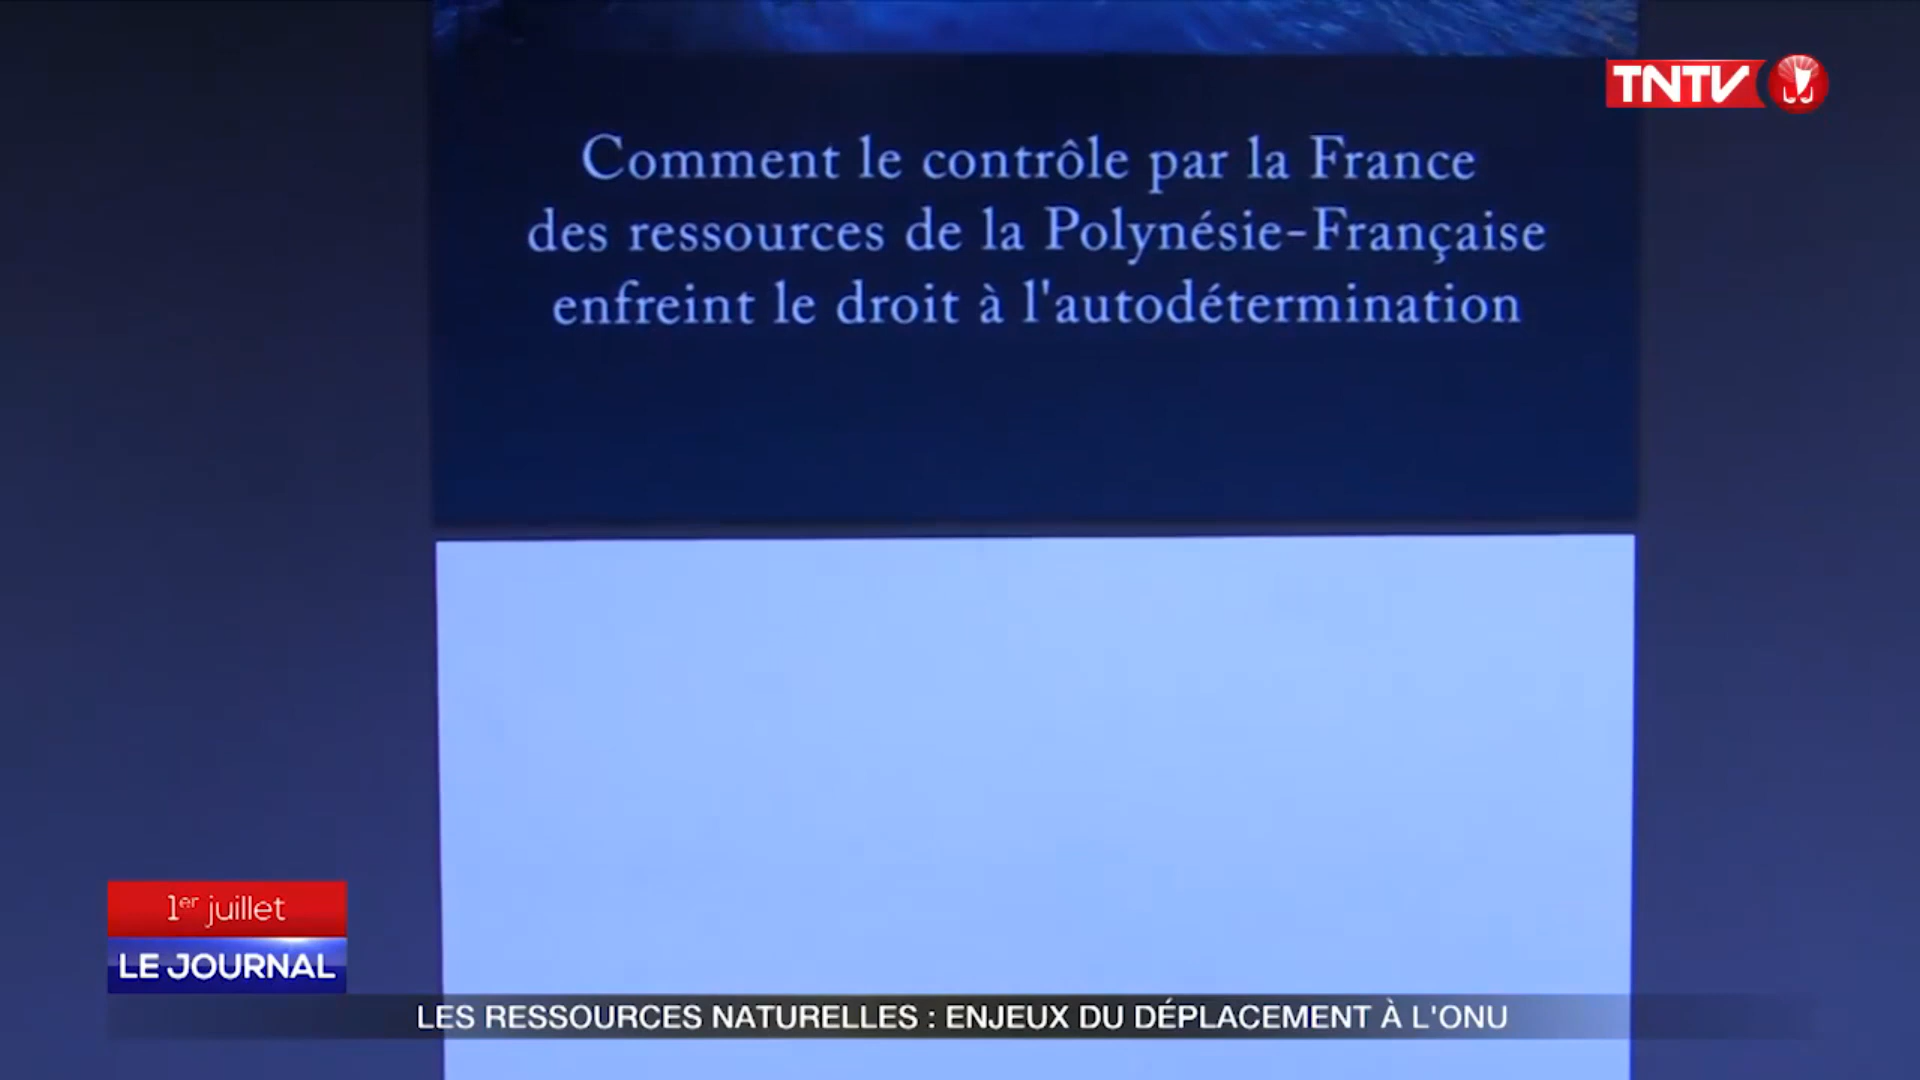 TNTV
Comment le contrôle par la France
des ressources de la Polynésie-Française
enfreint le droit à l'autodétermination
1er juillet
LE JOURNAL
LES RESSOURCES NATURELLES : ENJEUX DU DÉPLACEMENT À L'ONU